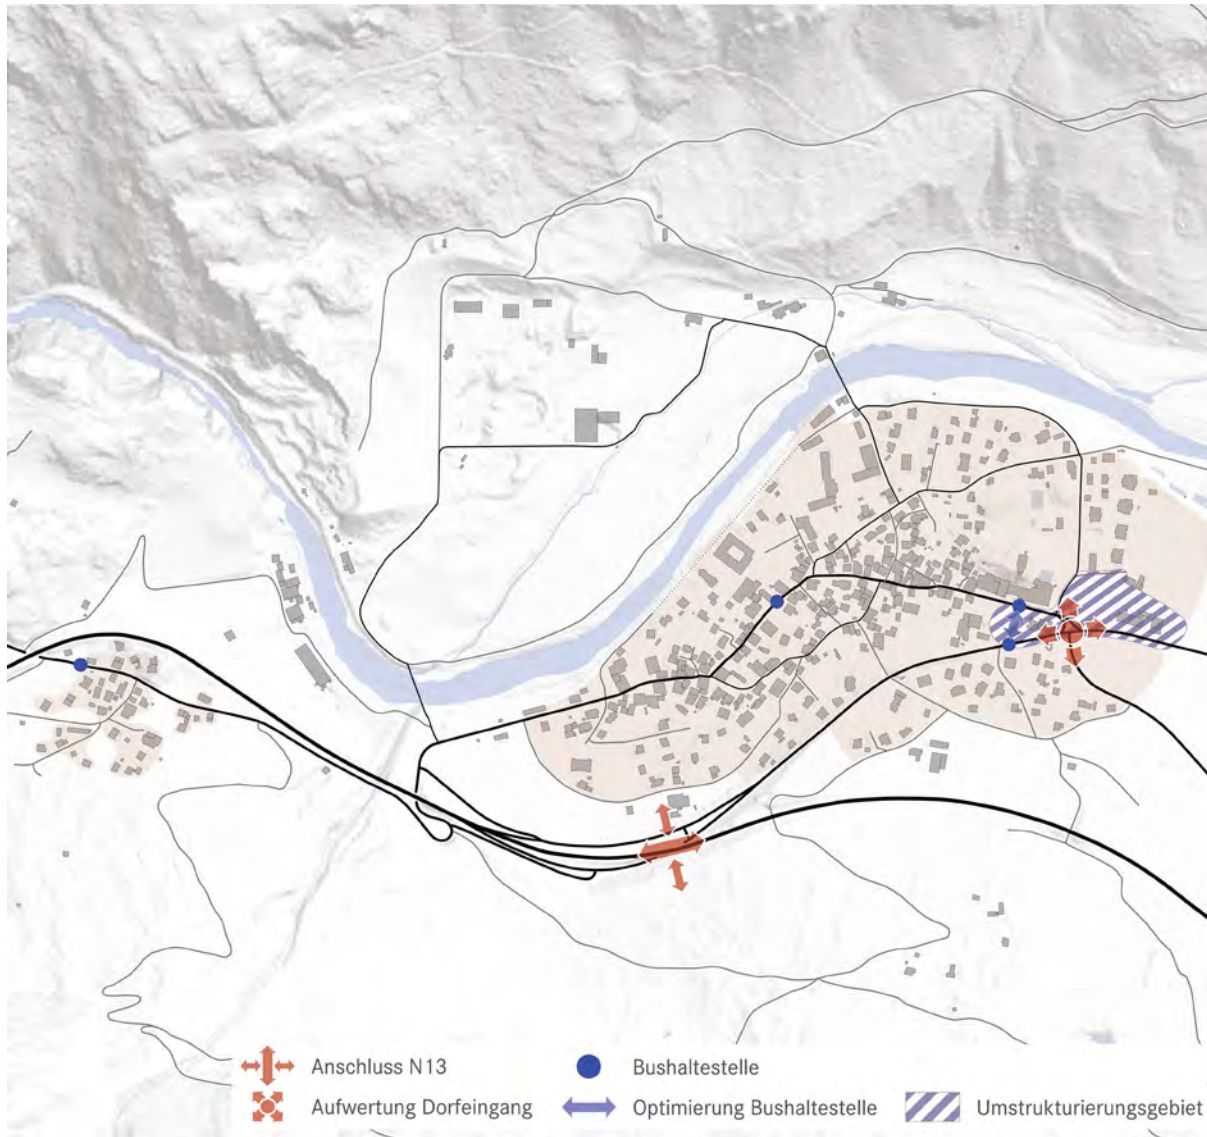 Anschluss N13
Bushaltestelle
Aufwertung Dorfeingang
Optimierung Bushaltestelle
Umstrukturierungsgebiet